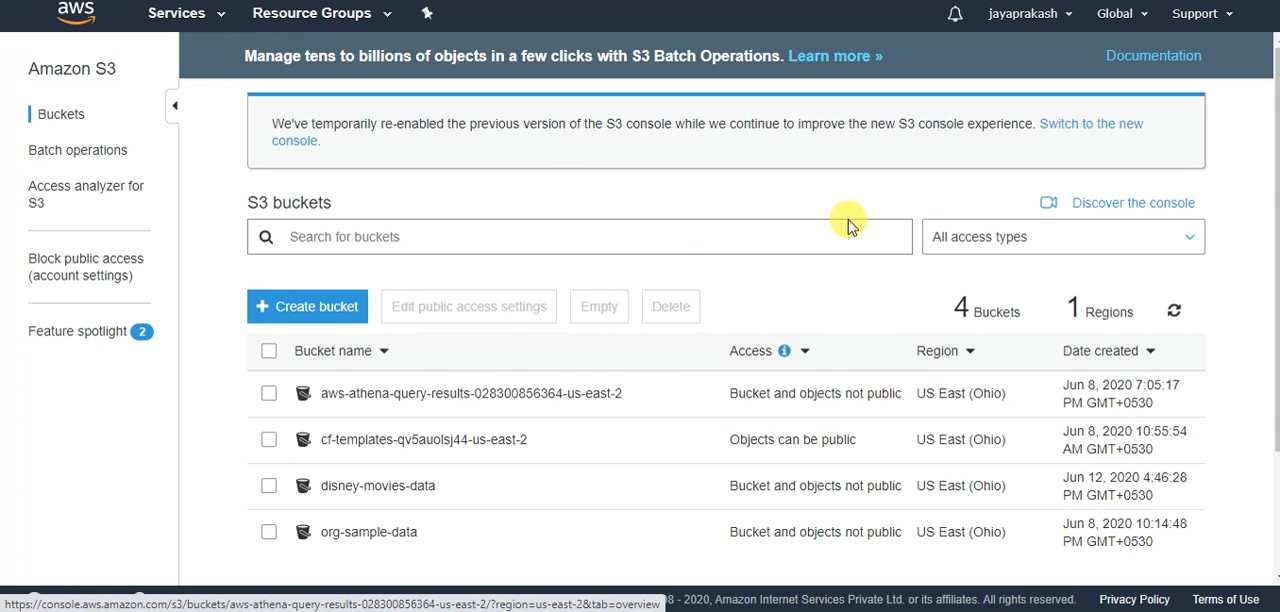 aws
Services
Resource Groups
jayaprakash
Global
Support
Amazon S3
Buckets
Batch operations
Access analyzer for
S3
Block public access
(account settings)
Feature spotlight 2
Manage tens to billions of objects in a few clicks with S3 Batch Operations. Learn more »
Documentation
We've temporarily re-enabled the previous version of the S3 console while we continue to improve the new S3 console experience. Switch to the new
console.
S3 buckets
Discover the console
Search for buckets
All access types
Create bucket
Edit public access settings
Empty
Delete
4 Buckets
1 Regions
Bucket name
Access
Region
Date created
aws-athena-query-results-028300856364-us-east-2
Bucket and objects not public
US East (Ohio)
Jun 8, 2020 7:05:17
PM GMT+0530
cf-templates-qv5auolsj44-us-east-2
Objects can be public
US East (Ohio)
Jun 8, 2020 10:55:54
AM GMT+0530
disney-movies-data
Bucket and objects not public
US East (Ohio)
Jun 12, 2020 4:46:28
PM GMT+0530
org-sample-data
Bucket and objects not public
US East (Ohio)
Jun 8, 2020 10:14:48
PM GMT+0530
https://console.aws.amazon.com/s3/buckets/aws-athena-query-results-028300856364-us-east-2/?region=us-east-2&tab=overview
8 - 2020, Amazon Internet Services Private Ltd. or its affiliates. All rights reserved.
Privacy Policy
Terms of Use